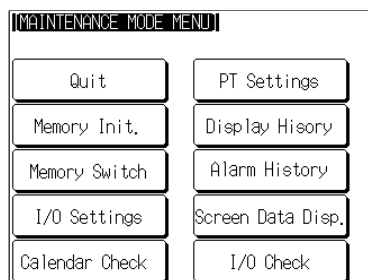 [MAINTENANCE MODE MENU]
Quit
PT Settings
Memory Init.
Display Hisory
Memory Switch
Alarm History
I/O Settings
Screen Data Disp.
Calendar Check
I/O Check